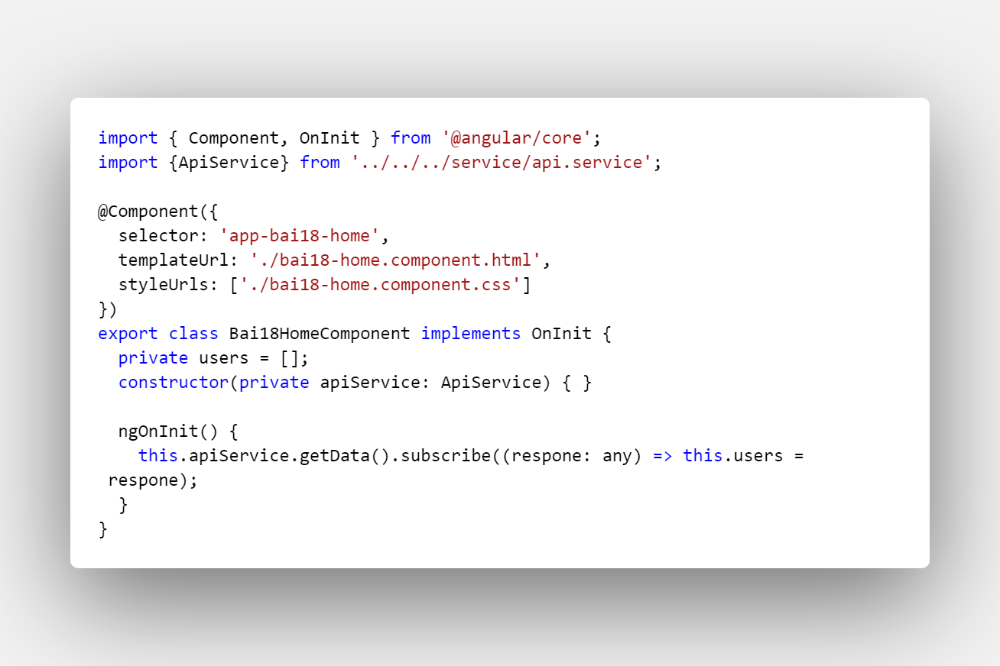 import { Component, OnInit } from '@angular/core';
import {ApiService} from '../../../service/api.service';

@Component({
  selector: 'app-bai18-home',
  templateUrl: './bai18-home.component.html',
  styleUrls: ['./bai18-home.component.css']
})
export class Bai18HomeComponent implements OnInit {
  private users = [];
  constructor(private apiService: ApiService) { }

  ngOnInit() {
    this.apiService.getData().subscribe((respone: any) => this.users =
 respone);
  }
}